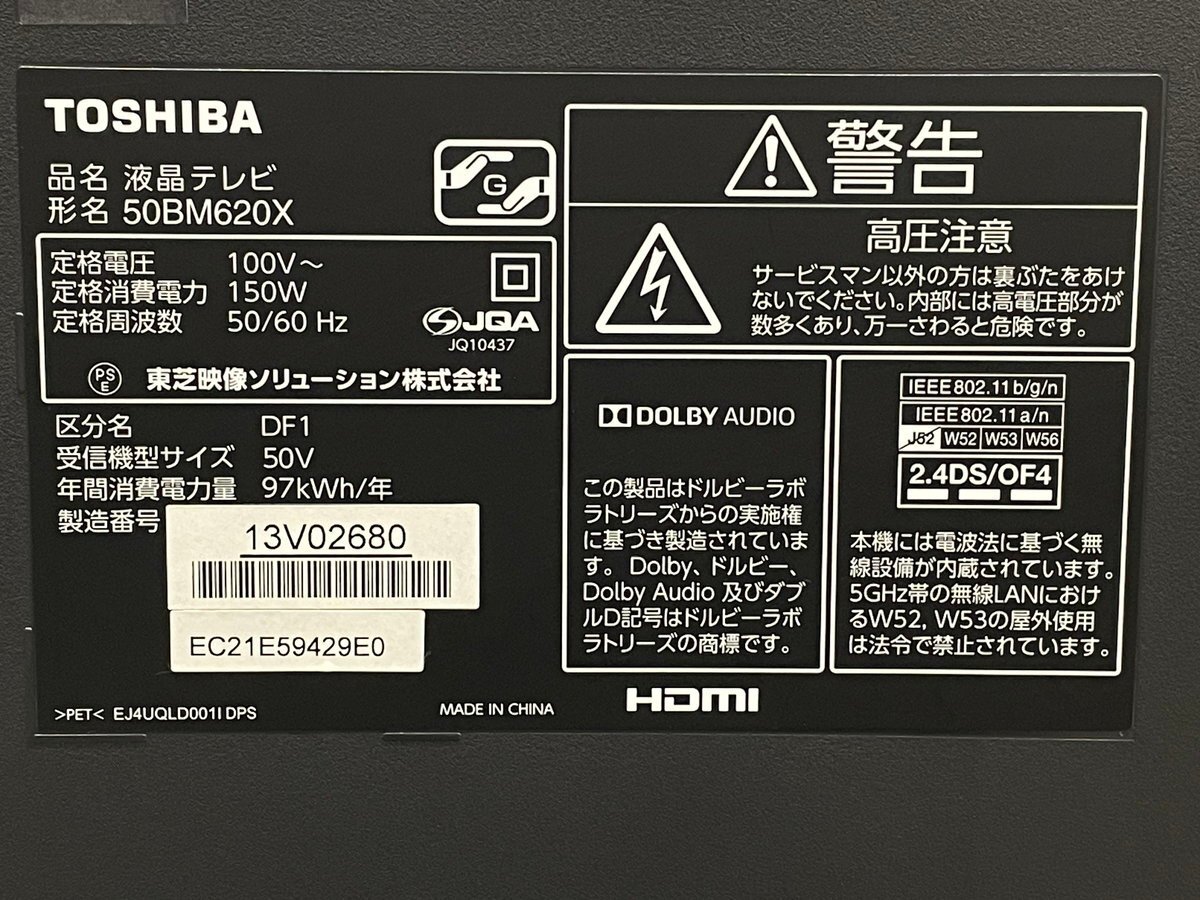 TOSHIBA
品名 液晶テレビ
形名 50BM620X
G
定格電圧 100V～
定格消費電力 150W
定格周波数 50/60 Hz
JQA
JQ10437
PS
E
東芝映像ソリューション株式会社
区分名 DF1
受信機型サイズ 50V
年間消費電力量 97kWh/年
製造番号
13V02680
EC21E59429E0
>PET< EJ4UQLD001I DPS
MADE IN CHINA
警告
高圧注意
サービスマン以外の方は裏ぶたをあけ
ないでください。内部には高電圧部分が
数多くあり、万一さわると危険です。
DOLBY AUDIO
この製品はドルビーラボ
ラトリーズからの実施権
に基づき製造されていま
す。Dolby、ドルビー、
Dolby Audio 及びダブ
ルD記号はドルビーラボ
ラトリーズの商標です。
IEEE802.11b/g/n
IEEE802.11a/n
J52 W52 W53 W56
2.4DS/OF4
本機には電波法に基づく無
線設備が内蔵されています。
5GHz帯の無線LANにおけ
るW52, W53の屋外使用
は法令で禁止されています。
HDMI